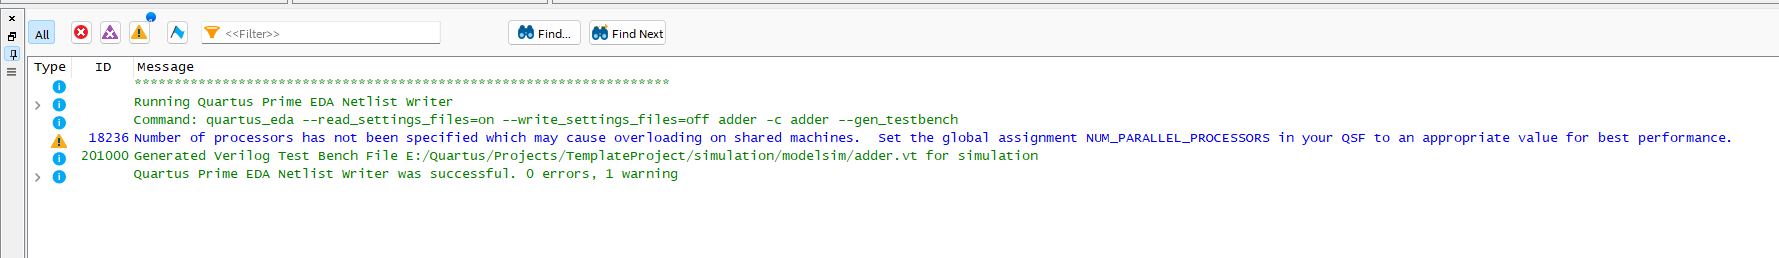 All <<Filter>> Find... Find Next
Type ID Message
*******************************************************************
Running Quartus Prime EDA Netlist Writer
Command: quartus_eda --read_settings_files=on --write_settings_files=off adder -c adder --gen_testbench
18236 Number of processors has not been specified which may cause overloading on shared machines.  Set the global assignment NUM_PARALLEL_PROCESSORS in your QSF to an appropriate value for best performance.
201000 Generated Verilog Test Bench File E:/Quartus/Projects/TemplateProject/simulation/modelsim/adder.vt for simulation
Quartus Prime EDA Netlist Writer was successful. 0 errors, 1 warning